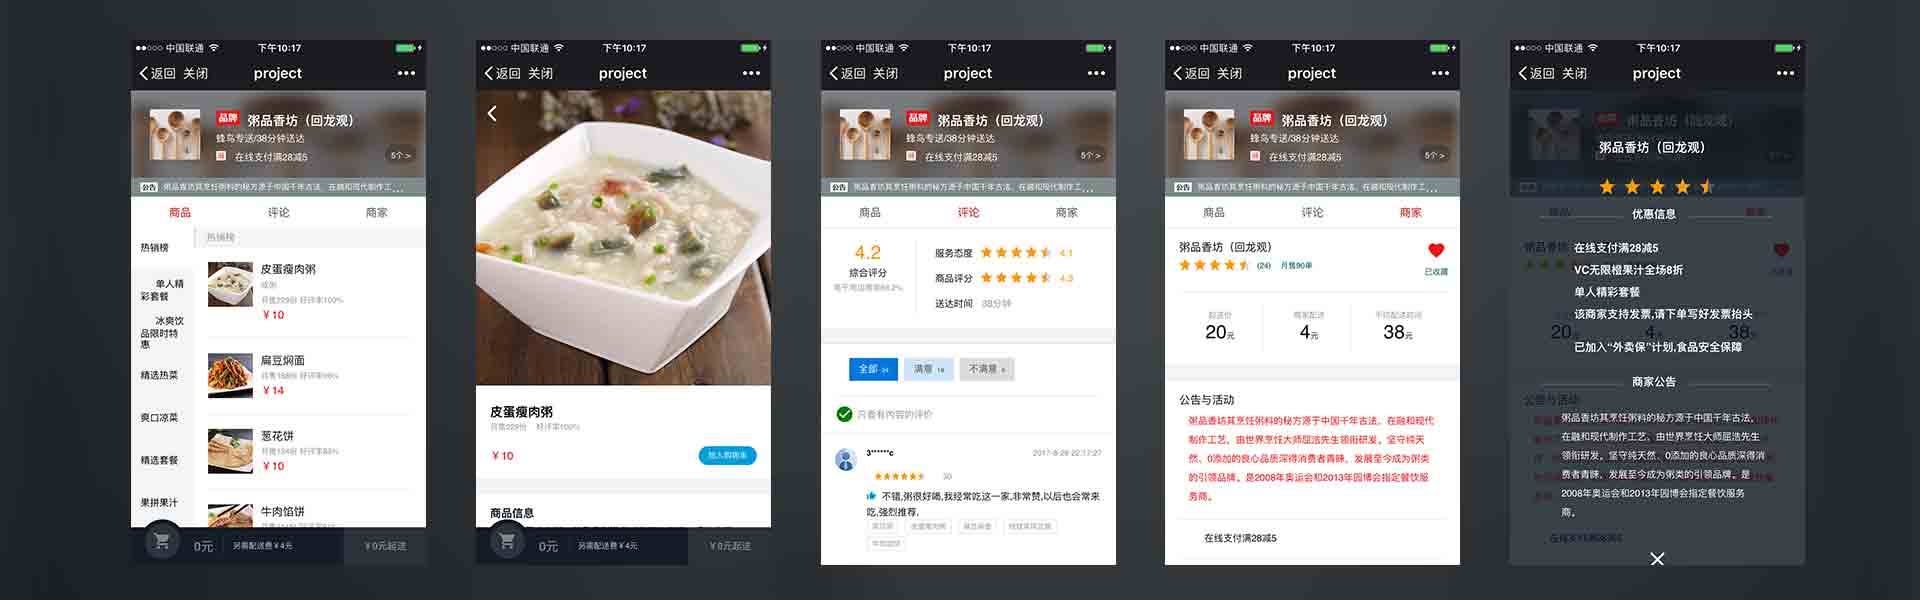 中国联通
下午10:17
返回 关闭
project
•••
品牌 粥品香坊（回龙观）
蜂鸟专送/38分钟送达
在线支付满28减5
5个 >
公告 粥品香坊其烹饪粥料的秘方源于中国千年古法，在融和现代制作工...
商品
评论
商家
热销榜
单人精
彩套餐
冰爽饮
品限时特
惠
精选热菜
爽口凉菜
精选套餐
果拼果汁
热销榜
皮蛋瘦肉粥
咸粥
月售229份 好评率100%
￥10
扁豆焖面
月售188份 好评率96%
￥14
葱花饼
￥10
牛肉馅饼
0元
另需配送费￥4元
￥0元起送
中国联通
下午10:17
返回 关闭
project
•••
皮蛋瘦肉粥
月售229份 好评率100%
￥10
加入购物车
商品信息
0元
另需配送费￥4元
￥0元起送
中国联通
下午10:17
返回 关闭
project
•••
品牌 粥品香坊（回龙观）
蜂鸟专送/38分钟送达
在线支付满28减5
5个 >
公告 粥品香坊其烹饪粥料的秘方源于中国千年古法，在融和现代制作工...
商品
评论
商家
4.2
综合评分
高于周边商家69.2%
服务态度
4.1
商品评分
4.3
送达时间 38分钟
全部 24
满意 18
不满意 6
只看有内容的评价
3******c
2017-8-28 22:17:27
30
不错,粥很好喝,我经常吃这一家,非常赞,以后也会常来
吃,强烈推荐.
皮蛋瘦肉粥
扁豆焖面
牛肉馅饼
中国联通
下午10:17
返回 关闭
project
•••
品牌 粥品香坊（回龙观）
蜂鸟专送/38分钟送达
在线支付满28减5
5个 >
公告 粥品香坊其烹饪粥料的秘方源于中国千年古法，在融和现代制作工...
商品
评论
商家
粥品香坊（回龙观）
(24) 月售90单
已收藏
起送价
20元
商家配送
4元
平均配送时间
38元
公告与活动
粥品香坊其烹饪粥料的秘方源于中国千年古法，在融和现代
制作工艺，由世界烹饪大师屈浩先生领衔研发。坚守纯天
然、0添加的良心品质深得消费者青睐，发展至今成为粥类
的引领品牌。是2008年奥运会和2013年园博会指定餐饮服
务商。
在线支付满28减5
中国联通
下午10:17
返回 关闭
project
•••
粥品香坊（回龙观）
优惠信息
在线支付满28减5
VC无限橙果汁全场8折
单人精彩套餐
该商家支持发票,请下单写好发票抬头
已加入“外卖保”计划,食品安全保障
商家公告
粥品香坊其烹饪粥料的秘方源于中国千年古法，
在融和现代制作工艺，由世界烹饪大师屈浩先生
领衔研发。坚守纯天然、0添加的良心品质深得消
费者青睐，发展至今成为粥类的引领品牌。是
2008年奥运会和2013年园博会指定餐饮服务
商。